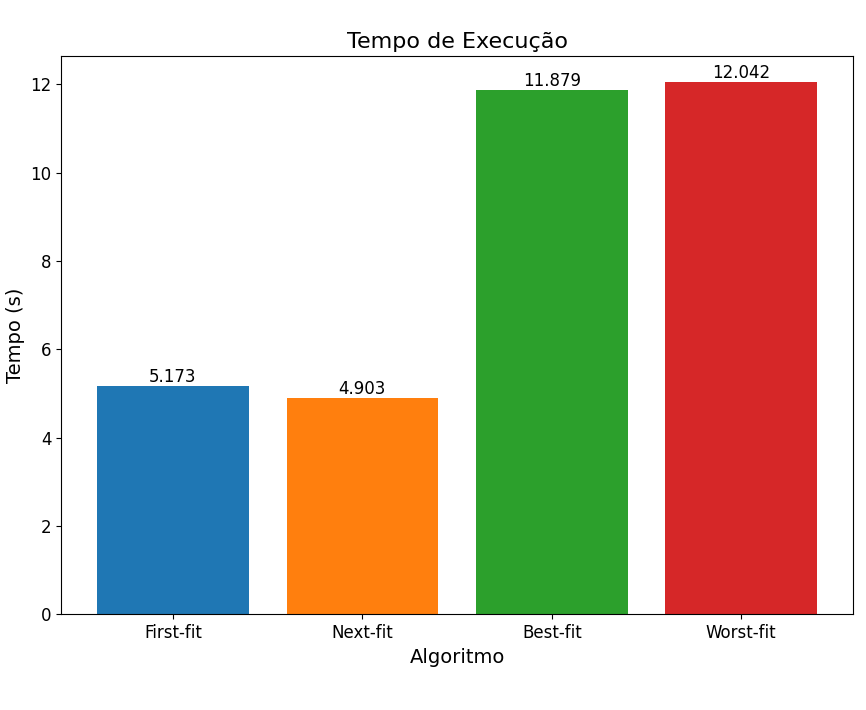 Tempo de Execução
12.042
11.879
12
10
8
6
4
2
0
5.173
4.903
Tempo (s)
First-fit
Next-fit
Best-fit
Worst-fit
Algoritmo